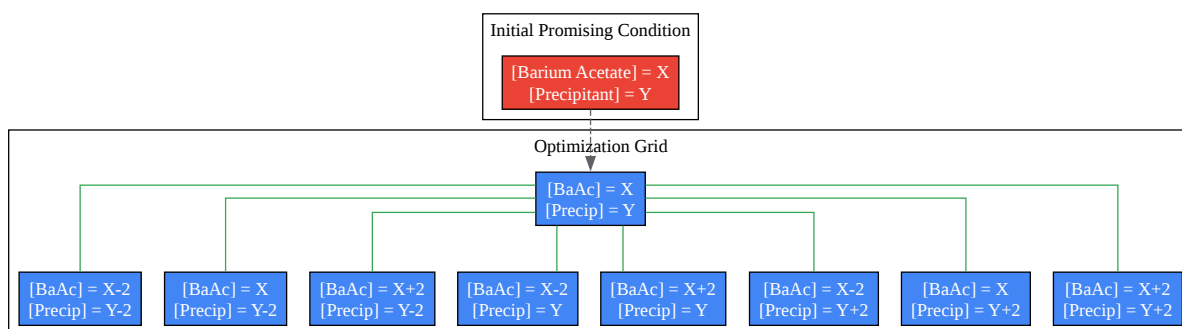 Initial Promising Condition
[Barium Acetate] = X
[Precipitant] = Y
Optimization Grid
[BaAc] = X
[Precip] = Y
[BaAc] = X-2
[Precip] = Y-2
[BaAc] = X
[Precip] = Y-2
[BaAc] = X+2
[Precip] = Y-2
[BaAc] = X-2
[Precip] = Y
[BaAc] = X+2
[Precip] = Y
[BaAc] = X-2
[Precip] = Y+2
[BaAc] = X
[Precip] = Y+2
[BaAc] = X+2
[Precip] = Y+2